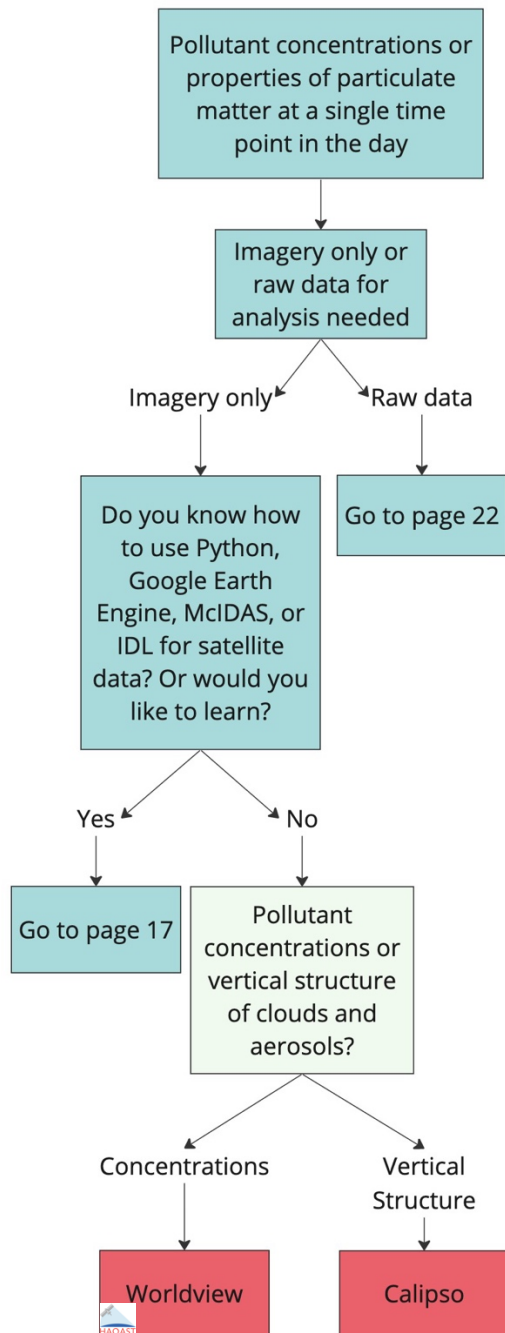 Pollutant concentrations or
properties of particulate
matter at a single time
point in the day
Imagery only or
raw data for
analysis needed
Imagery only
Raw data
Do you know how
to use Python,
Google Earth
Engine, McIDAS, or
IDL for satellite
data? Or would you
like to learn?
Go to page 22
Yes
No
Go to page 17
Pollutant
concentrations or
vertical structure
of clouds and
aerosols?
Concentrations
Vertical
Structure
Worldview
Calipso
HAQAST